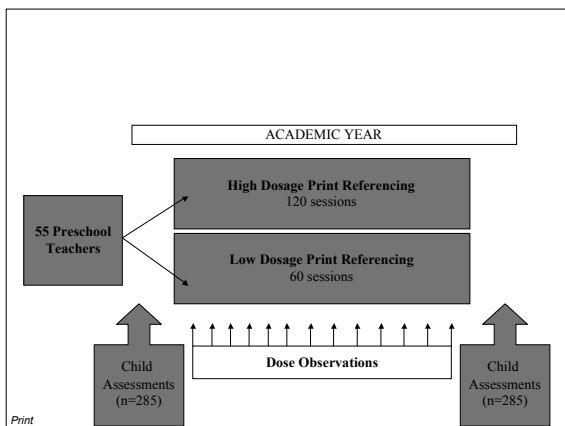 ACADEMIC YEAR
High Dosage Print Referencing
120 sessions
55 Preschool
Teachers
Low Dosage Print Referencing
60 sessions
Child
Assessments
(n=285)
Dose Observations
Child
Assessments
(n=285)
Print